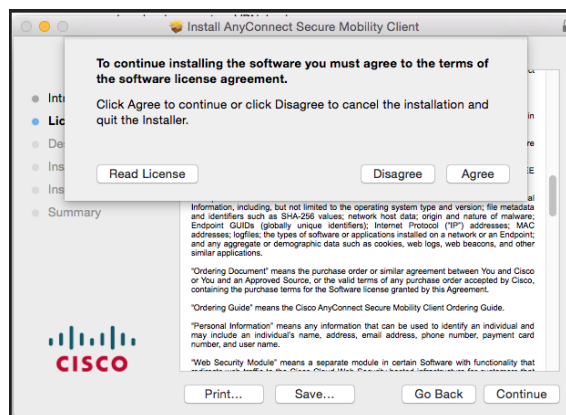 Install AnyConnect Secure Mobility Client
To continue installing the software you must agree to the terms of
the software license agreement.
Click Agree to continue or click Disagree to cancel the installation and
quit the Installer.
Read License
Disagree
Agree
Summary
Information, including, but not limited to the operating system type and version; file metadata
and identifiers such as SHA-256 values; network host data; origin and nature of malware;
Endpoint GUIDs (globally unique identifiers); Internet Protocol ("IP") addresses; MAC
addresses; logfiles; the types of software or applications installed on a network or an Endpoint;
and any aggregate or demographic data such as cookies, web logs, web beacons, and other
similar applications.
"Ordering Document" means the purchase order or similar agreement between You and Cisco
or You and an Approved Source, or the valid terms of any purchase order accepted by Cisco,
containing the purchase terms for the Software license granted by this Agreement.
"Ordering Guide" means the Cisco AnyConnect Secure Mobility Client Ordering Guide.
"Personal Information" means any information that can be used to identify an individual and
may include an individual's name, address, email address, phone number, payment card
number, and user name.
"Web Security Module" means a separate module in certain Software with functionality that
CISCO
Print...
Save...
Go Back
Continue